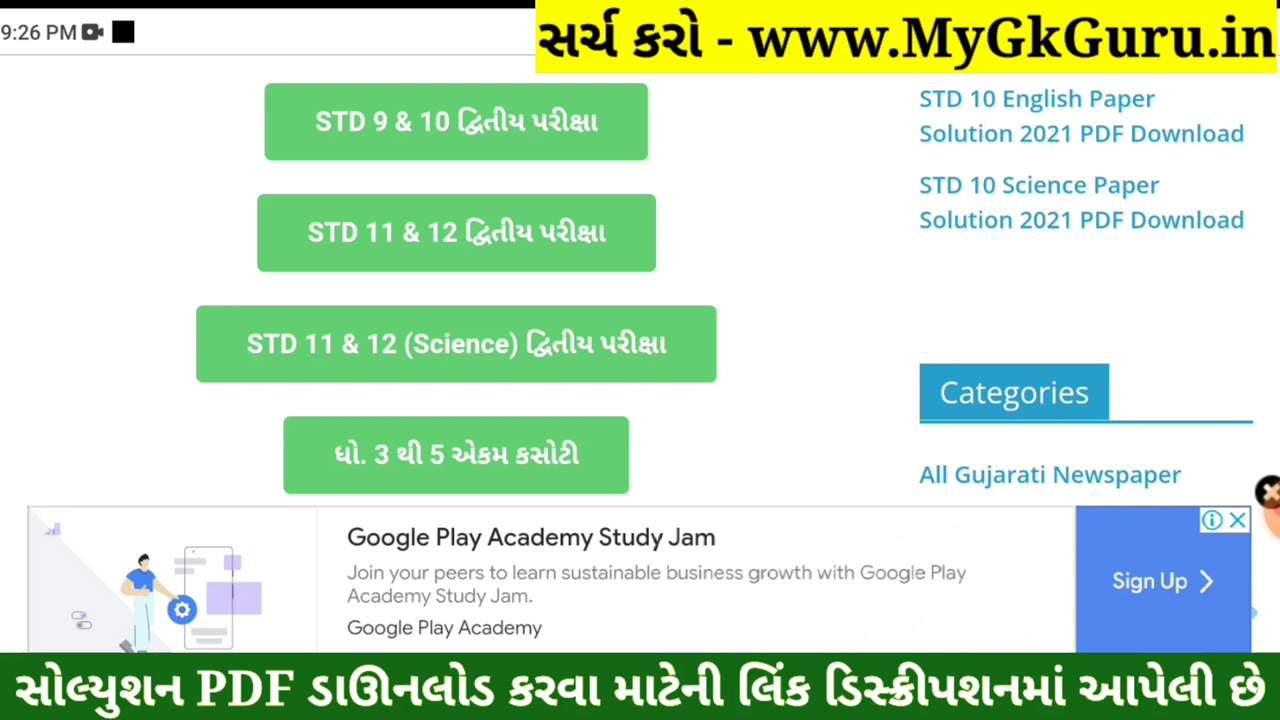 9:26 PM
સર્ચ કરો - www.MyGkGuru.in
STD 9 & 10 દ્વિતીય પરીક્ષા
STD 11 & 12 દ્વિતીય પરીક્ષા
STD 11 & 12 (Science) દ્વિતીય પરીક્ષા
ધો. 3 થી 5 એકમ કસોટી
STD 10 English Paper
Solution 2021 PDF Download
STD 10 Science Paper
Solution 2021 PDF Download
Categories
All Gujarati Newspaper
Google Play Academy Study Jam
Join your peers to learn sustainable business growth with Google Play
Academy Study Jam.
Google Play Academy
Sign Up
સોલ્યુશન PDF ડાઊનલોડ કરવા માટેની લિંક ડિસ્ક્રીપશનમાં આપેલી છે